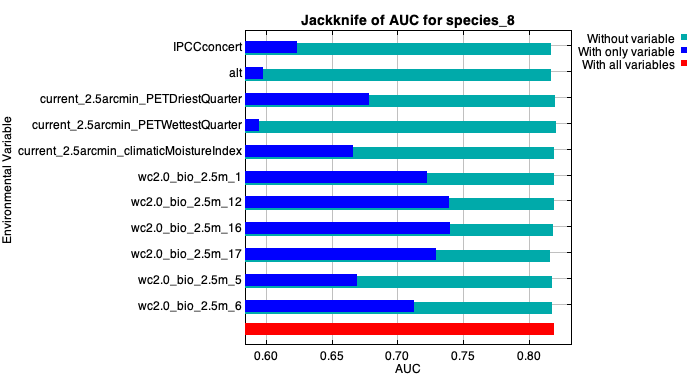 Jackknife of AUC for species_8
Without variable
With only variable
With all variables
Environmental Variable
IPCCconcert
alt
current_2.5arcmin_PETDriestQuarter
current_2.5arcmin_PETWettestQuarter
current_2.5arcmin_climaticMoistureIndex
wc2.0_bio_2.5m_1
wc2.0_bio_2.5m_12
wc2.0_bio_2.5m_16
wc2.0_bio_2.5m_17
wc2.0_bio_2.5m_5
wc2.0_bio_2.5m_6
0.60 0.65 0.70 0.75 0.80
AUC